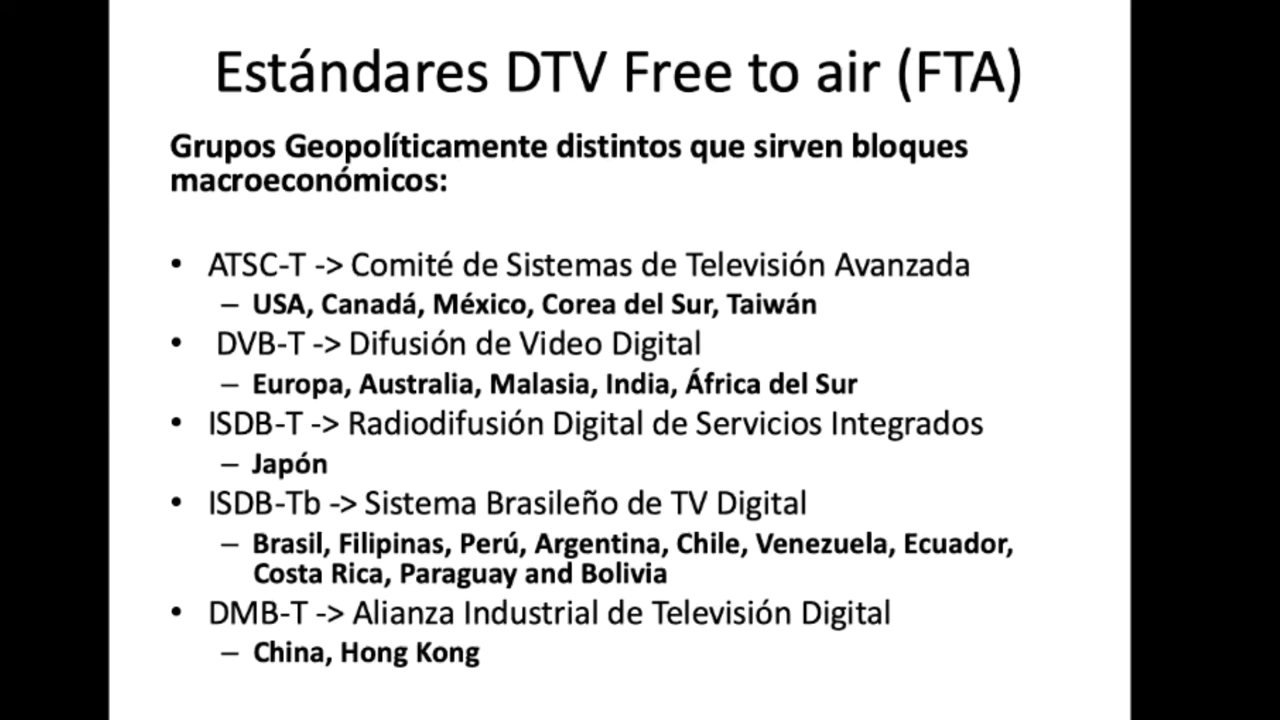 Estándares DTV Free to air (FTA)
Grupos Geopolíticamente distintos que sirven bloques
macroeconómicos:
• ATSC-T -> Comité de Sistemas de Televisión Avanzada
– USA, Canadá, México, Corea del Sur, Taiwán
• DVB-T -> Difusión de Video Digital
– Europa, Australia, Malasia, India, África del Sur
• ISDB-T -> Radiodifusión Digital de Servicios Integrados
– Japón
• ISDB-Tb -> Sistema Brasileño de TV Digital
– Brasil, Filipinas, Perú, Argentina, Chile, Venezuela, Ecuador,
Costa Rica, Paraguay and Bolivia
• DMB-T -> Alianza Industrial de Televisión Digital
– China, Hong Kong